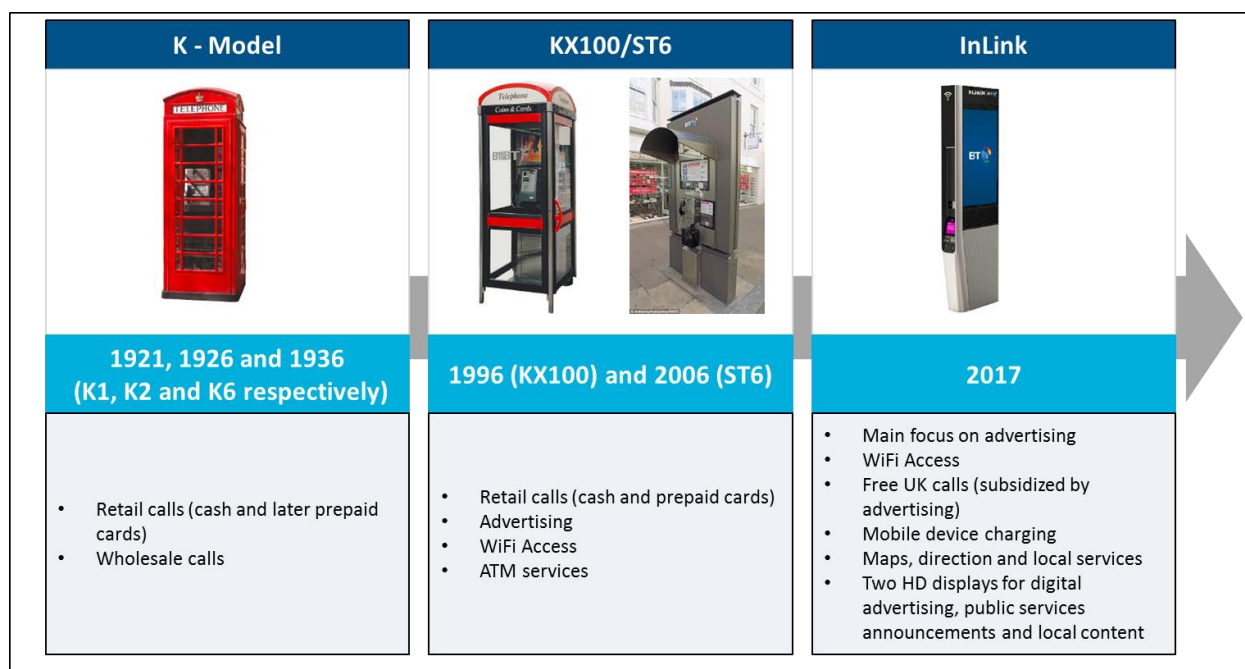 K - Model
TELEPHONE
1921, 1926 and 1936
(K1, K2 and K6 respectively)
• Retail calls (cash and later prepaid
cards)
• Wholesale calls
KX100/ST6
Telephone
Coins & Cards
BT
BT
1996 (KX100) and 2006 (ST6)
• Retail calls (cash and prepaid cards)
• Advertising
• WiFi Access
• ATM services
InLink
BT
2017
• Main focus on advertising
• WiFi Access
• Free UK calls (subsidized by
advertising)
• Mobile device charging
• Maps, direction and local services
• Two HD displays for digital
advertising, public services
announcements and local content